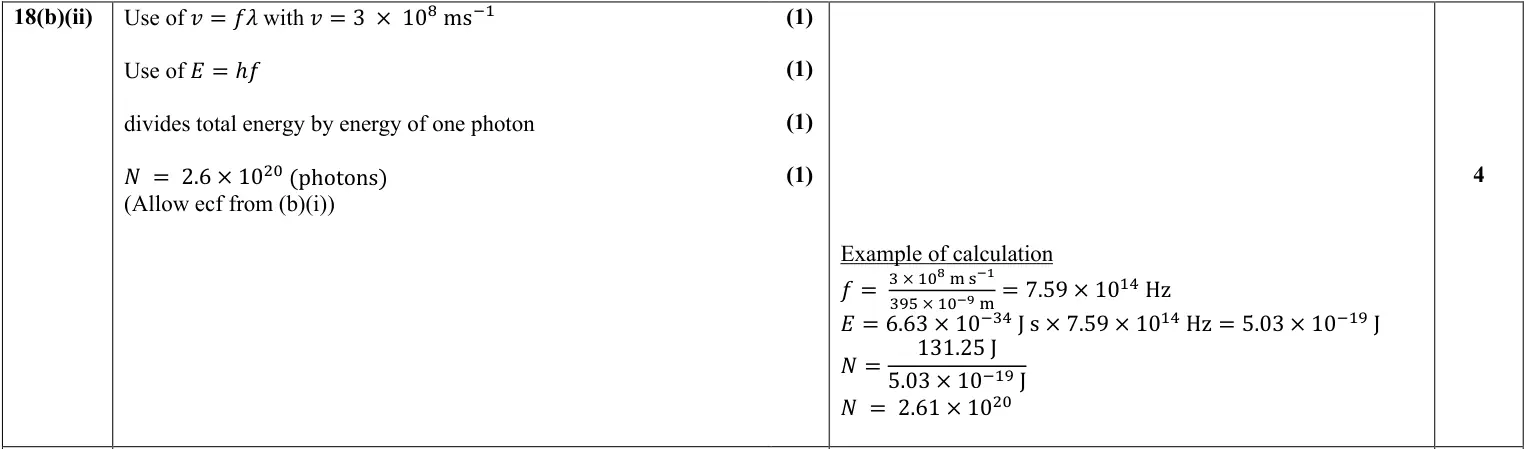 18(b)(ii) Use of 𝑣 = 𝑓𝜆 with 𝑣 = 3 × 10⁸ ms⁻¹ (1)
Use of 𝐸 = ℎ𝑓 (1)
divides total energy by energy of one photon (1)
𝑁 = 2.6 × 10²⁰ (photons) (1) 4
(Allow ecf from (b)(i))
Example of calculation
𝑓 = (3 × 10⁸ m s⁻¹)/(395 × 10⁻⁹ m) = 7.59 × 10¹⁴ Hz
𝐸 = 6.63 × 10⁻³⁴ J s × 7.59 × 10¹⁴ Hz = 5.03 × 10⁻¹⁹ J
𝑁 = (131.25 J)/(5.03 × 10⁻¹⁹ J)
𝑁 = 2.61 × 10²⁰